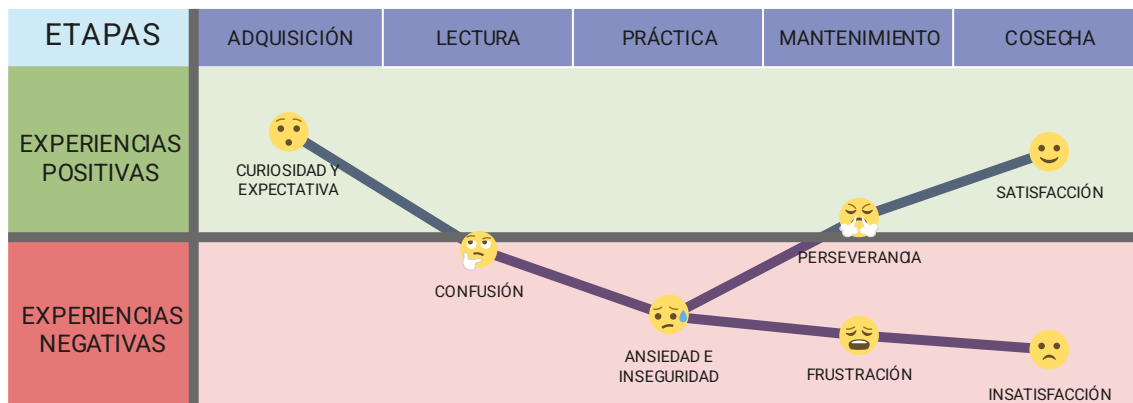 ETAPAS
ADQUISICIÓN
LECTURA
PRÁCTICA
MANTENIMIENTO
COSECHA
EXPERIENCIAS
POSITIVAS
CURIOSIDAD Y
EXPECTATIVA
SATISFACCIÓN
PERSEVERANCIA
CONFUSIÓN
EXPERIENCIAS
NEGATIVAS
ANSIEDAD E
INSEGURIDAD
FRUSTRACIÓN
INSATISFACCIÓN